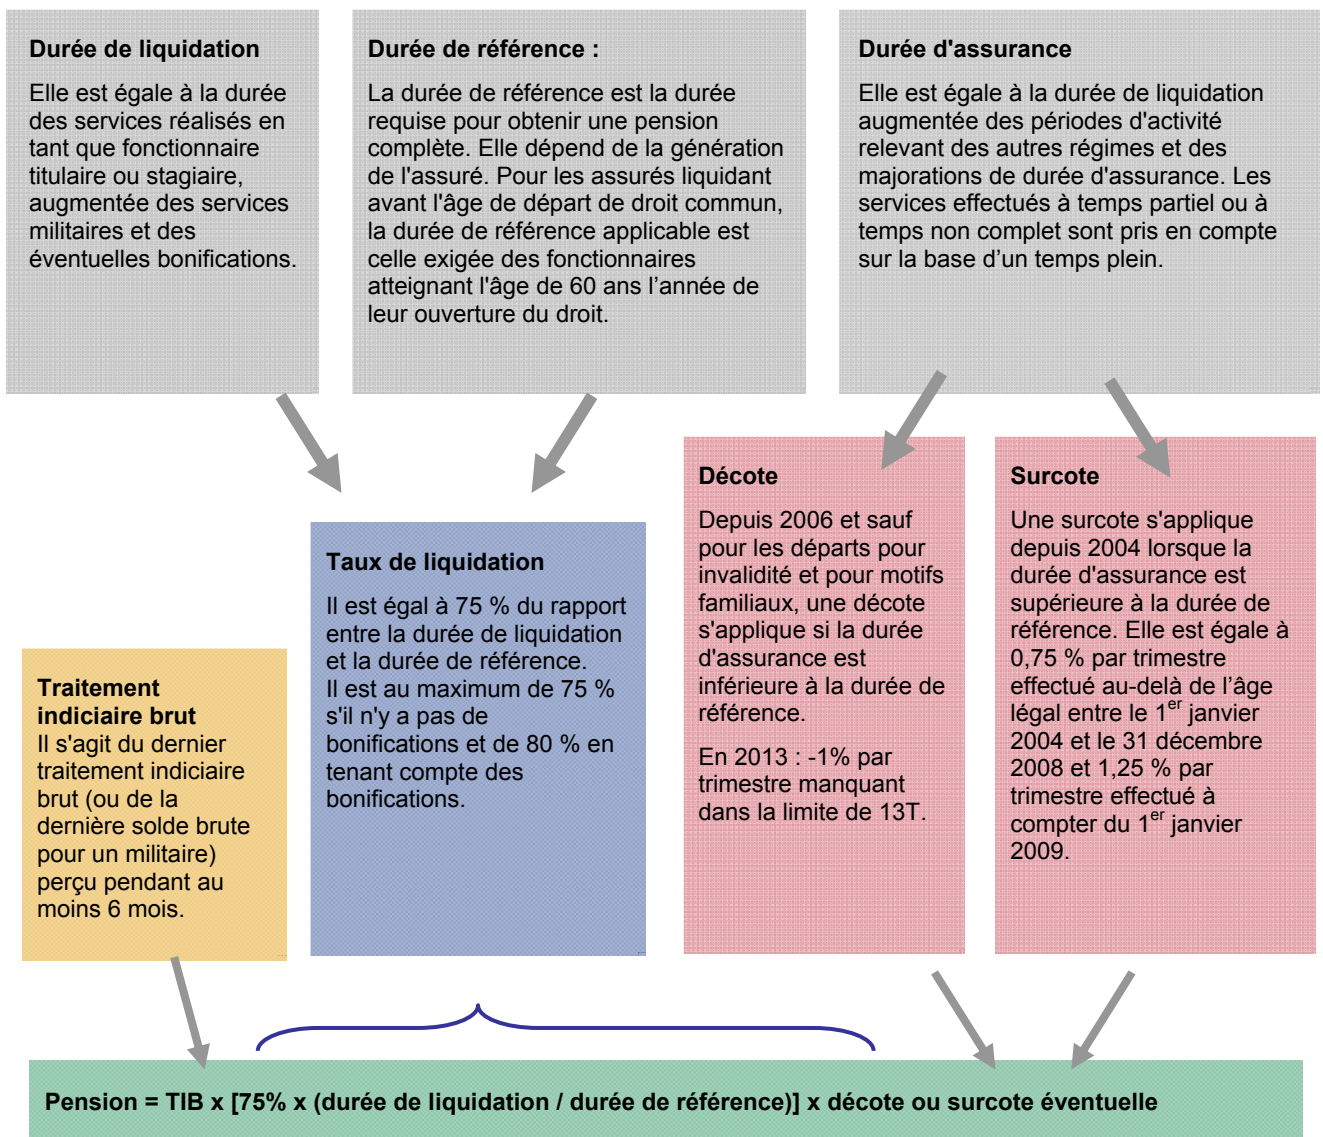 Durée de liquidation
Elle est égale à la durée
des services réalisés en
tant que fonctionnaire
titulaire ou stagiaire,
augmentée des services
militaires et des
éventuelles bonifications.
Durée de référence :
La durée de référence est la durée
requise pour obtenir une pension
complète. Elle dépend de la génération
de l'assuré. Pour les assurés liquidant
avant l'âge de départ de droit commun,
la durée de référence applicable est
celle exigée des fonctionnaires
atteignant l'âge de 60 ans l’année de
leur ouverture du droit.
Durée d'assurance
Elle est égale à la durée de liquidation
augmentée des périodes d'activité
relevant des autres régimes et des
majorations de durée d'assurance. Les
services effectués à temps partiel ou à
temps non complet sont pris en compte
sur la base d’un temps plein.
Traitement
indiciaire brut
Il s'agit du dernier
traitement indiciaire
brut (ou de la
dernière solde brute
pour un militaire)
perçu pendant au
moins 6 mois.
Taux de liquidation
Il est égal à 75 % du rapport
entre la durée de liquidation
et la durée de référence.
Il est au maximum de 75 %
s'il n'y a pas de
bonifications et de 80 % en
tenant compte des
bonifications.
Décote
Depuis 2006 et sauf
pour les départs pour
invalidité et pour motifs
familiaux, une décote
s'applique si la durée
d'assurance est
inférieure à la durée de
référence.
En 2013 : -1% par
trimestre manquant
dans la limite de 13T.
Surcote
Une surcote s'applique
depuis 2004 lorsque la
durée d'assurance est
supérieure à la durée de
référence. Elle est égale à
0,75 % par trimestre
effectué au-delà de l’âge
légal entre le 1er janvier
2004 et le 31 décembre
2008 et 1,25 % par
trimestre effectué à
compter du 1er janvier
2009.
Pension = TIB x [75% x (durée de liquidation / durée de référence)] x décote ou surcote éventuelle